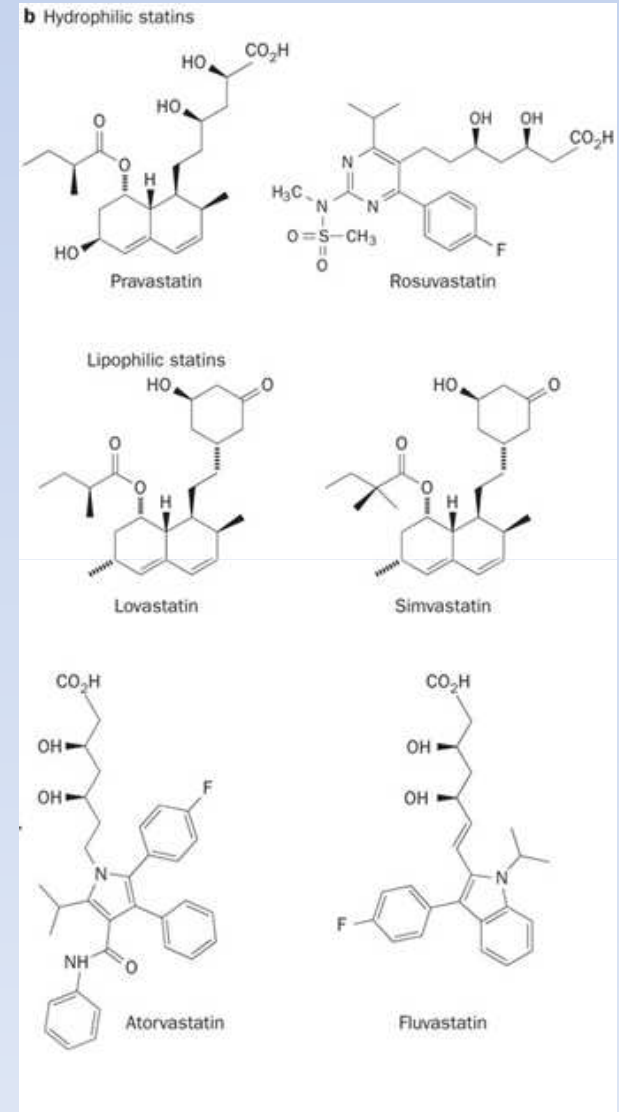 b Hydrophilic statins
HO
CO₂H
HO
O
O
H
HO
Pravastatin
OH OH
CO₂H
N
H₃C
N
N
O=S–CH₃
O
F
Rosuvastatin
Lipophilic statins
HO
O
O
O
H
Lovastatin
HO
O
O
O
H
Simvastatin
CO₂H
OH
OH
F
N
NH
O
Atorvastatin
CO₂H
OH
OH
N
F
Fluvastatin